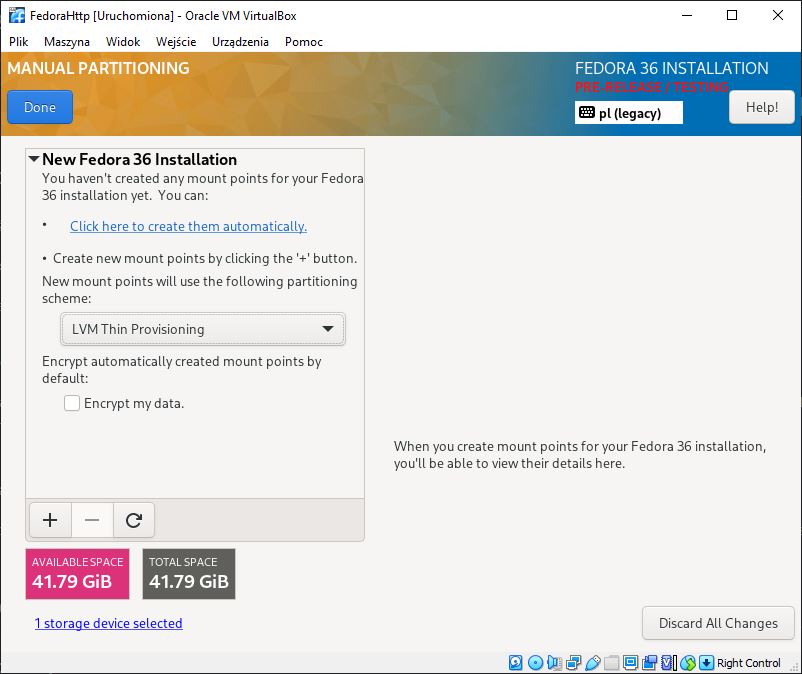 FedoraHttp [Uruchomiona] - Oracle VM VirtualBox
Plik Maszyna Widok Wejście Urządzenia Pomoc
MANUAL PARTITIONING
FEDORA 36 INSTALLATION
PRE-RELEASE / TESTING
Done
pl (legacy)
Help!
New Fedora 36 Installation
You haven't created any mount points for your Fedora
36 installation yet. You can:
• Click here to create them automatically.
• Create new mount points by clicking the '+' button.
New mount points will use the following partitioning
scheme:
LVM Thin Provisioning
Encrypt automatically created mount points by
default:
Encrypt my data.
When you create mount points for your Fedora 36 installation,
you'll be able to view their details here.
AVAILABLE SPACE
41.79 GiB
TOTAL SPACE
41.79 GiB
1 storage device selected
Discard All Changes
Right Control